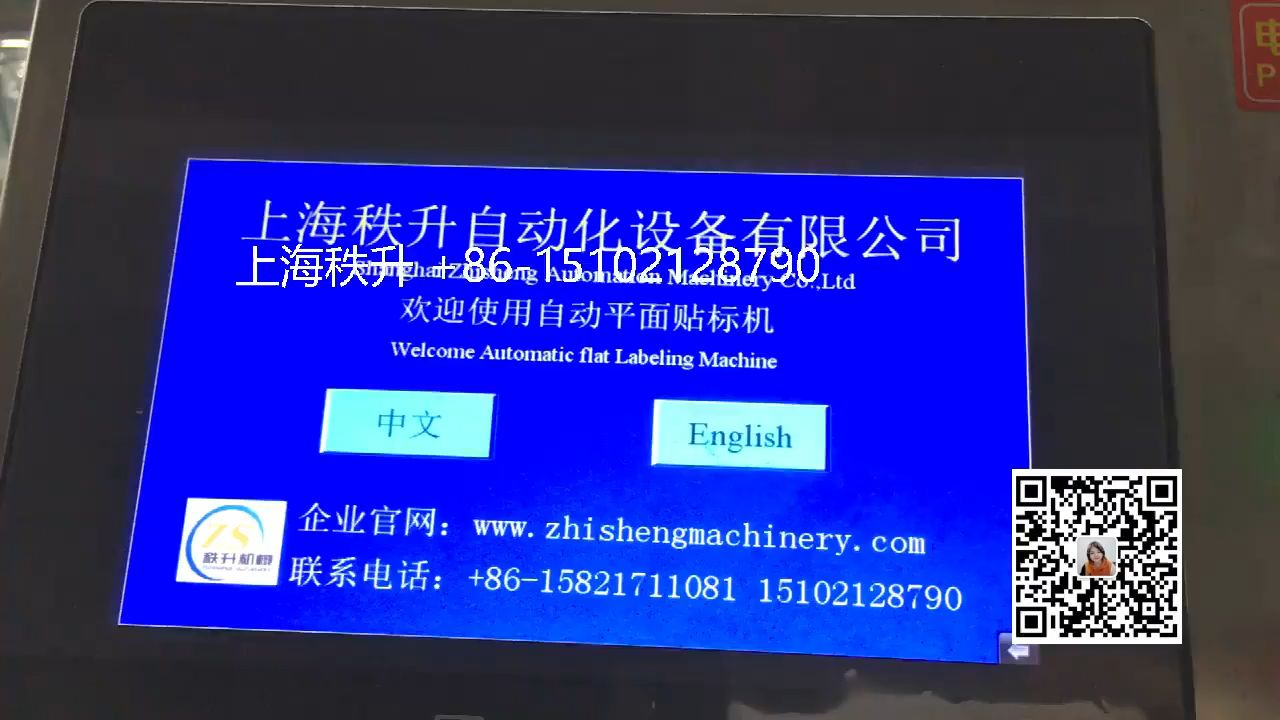 电
P
上海秩升自动化设备有限公司
上海秩升 +86-15102128790
Shanghai Zhisheng Automation Machinery Co.,Ltd
欢迎使用自动平面贴标机
Welcome Automatic flat Labeling Machine
中文
English
ZS
秩升机械
企业官网：www.zhishengmachinery.com
联系电话：+86-15821711081 15102128790